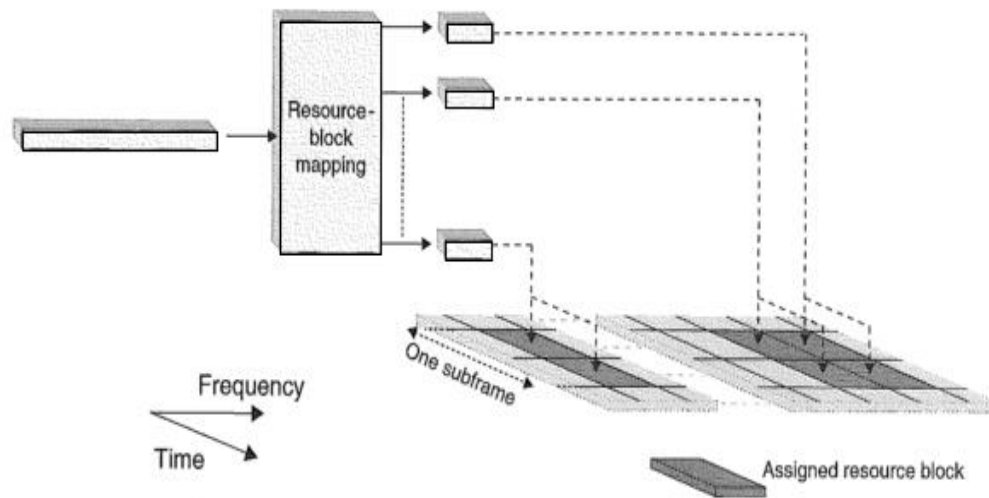 Resource-
block
mapping
One subframe
Frequency
Time
Assigned resource block